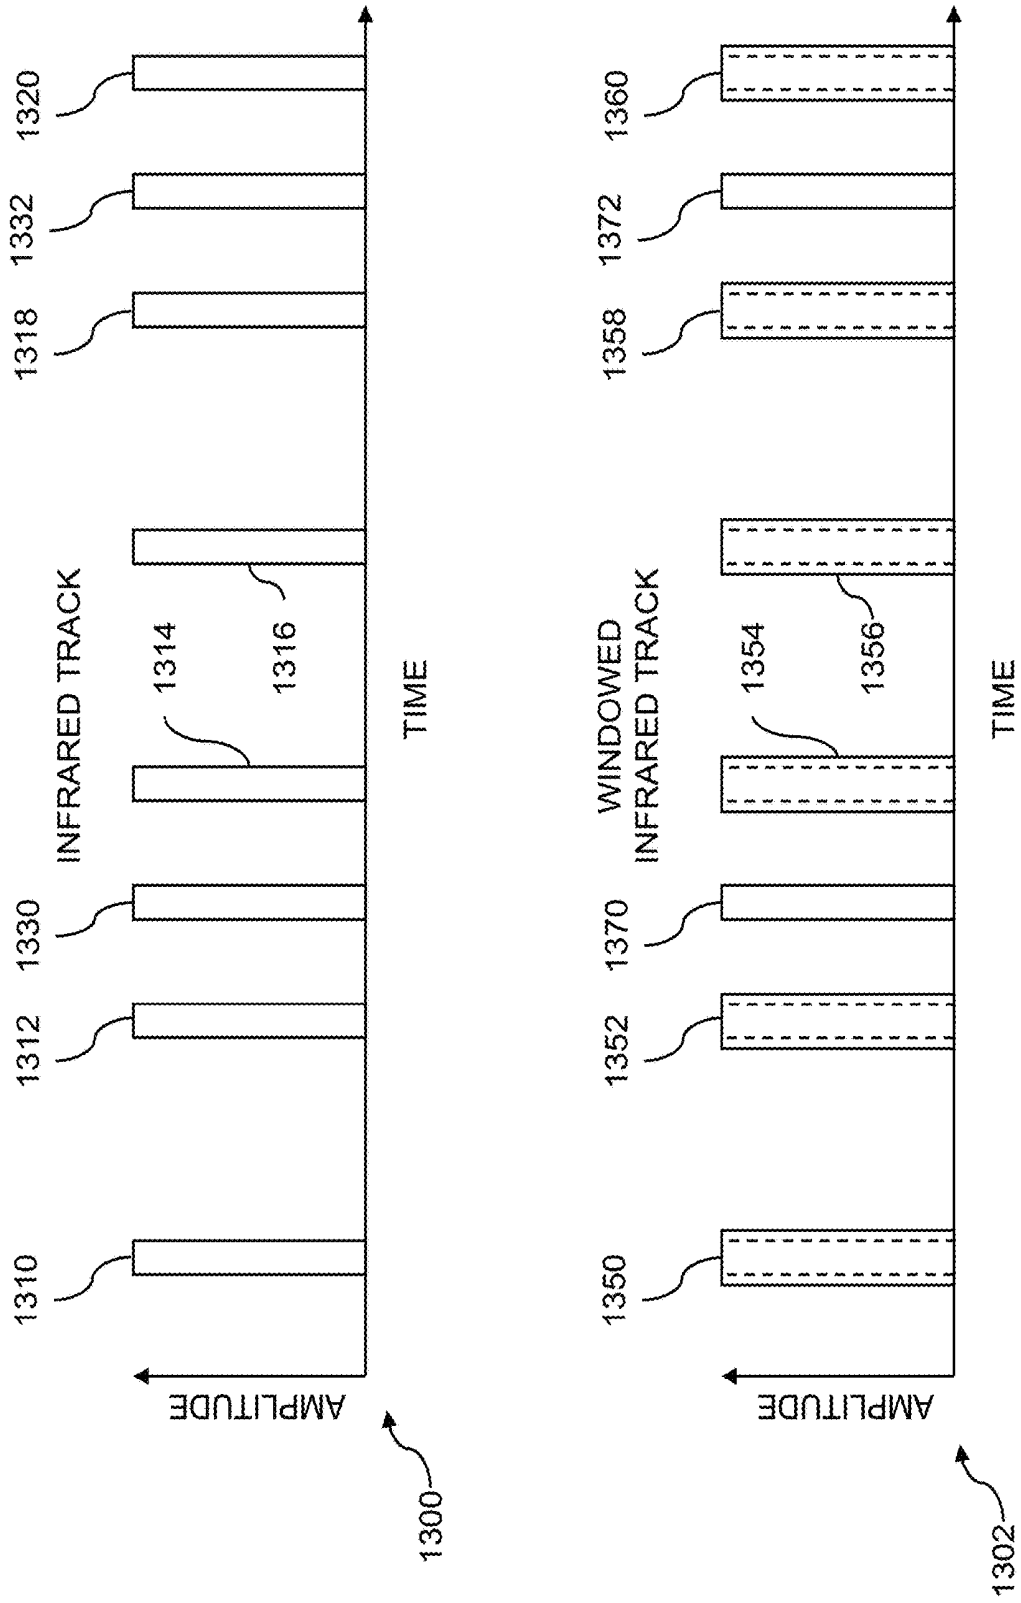 INFRARED TRACK
1310
1312
1330
1314
1316
1318
1332
1320
AMPLITUDE
TIME
1300
WINDOWED
INFRARED TRACK
1350
1352
1370
1354
1356
1358
1372
1360
AMPLITUDE
TIME
1302